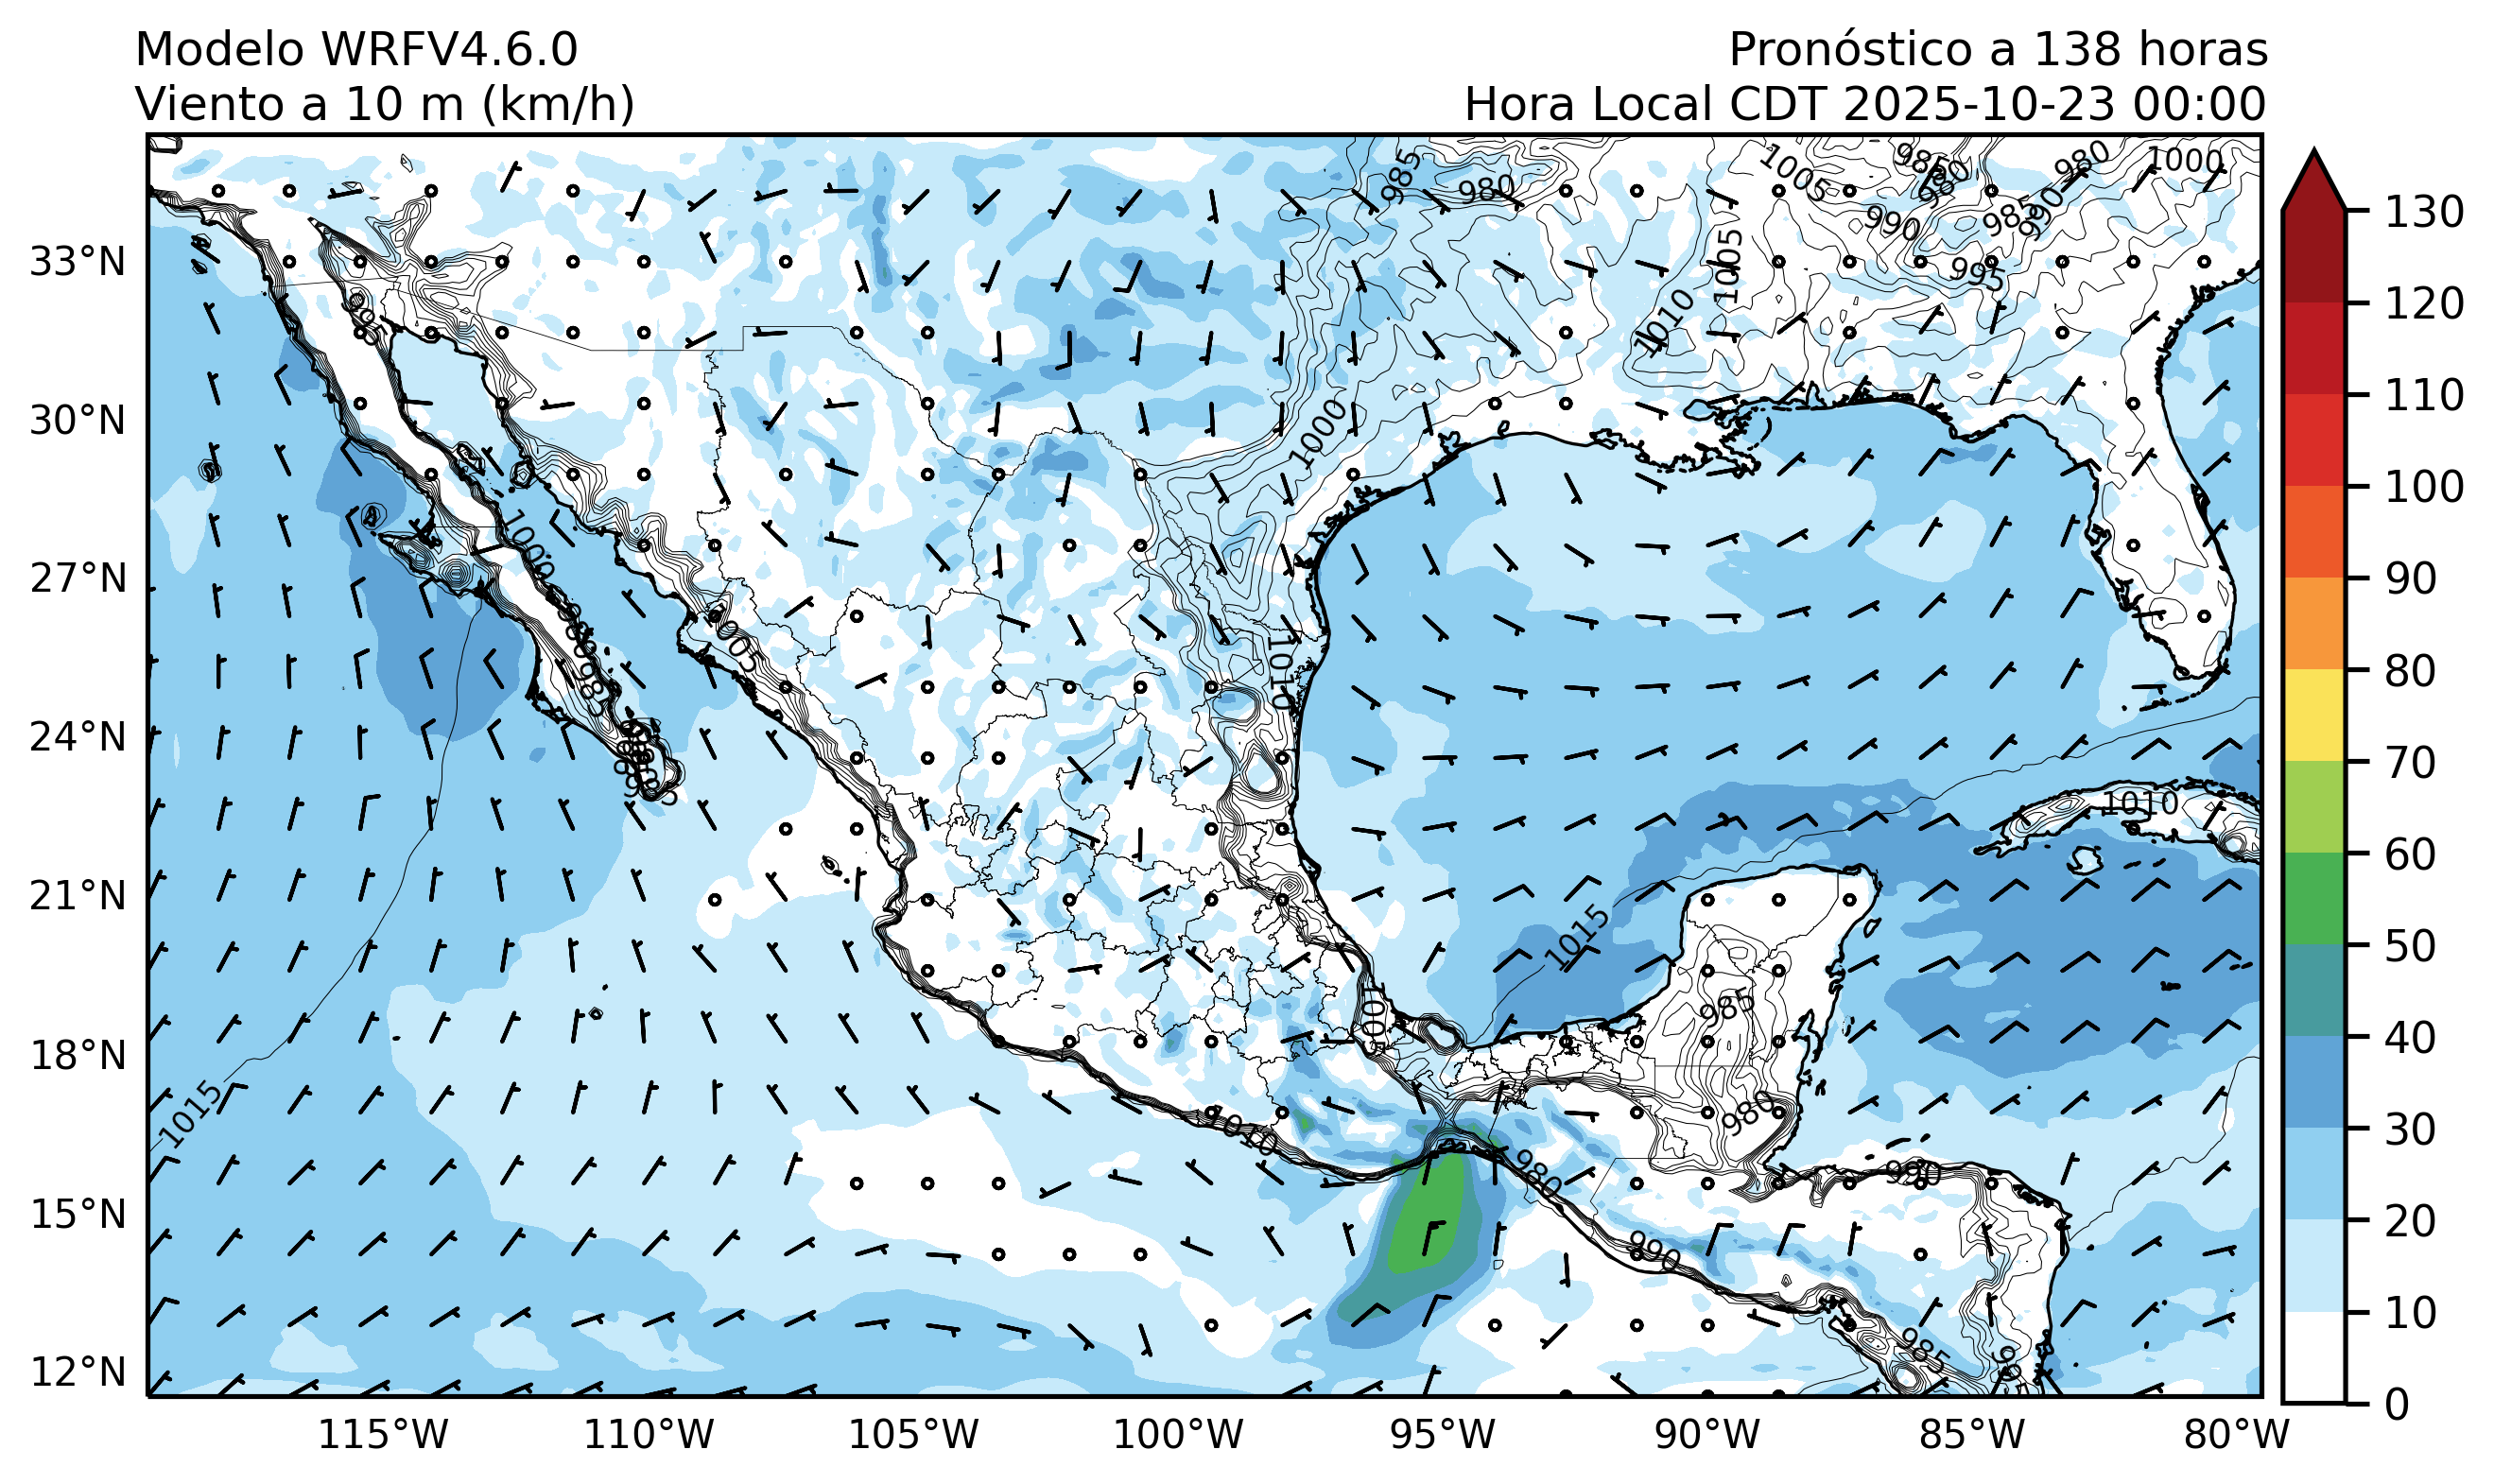 Modelo WRFV4.6.0
Viento a 10 m (km/h)
Pronóstico a 138 horas
Hora Local CDT 2025-10-23 00:00
33°N
30°N
27°N
24°N
21°N
18°N
15°N
12°N
115°W
110°W
105°W
100°W
95°W
90°W
85°W
80°W
130
120
110
100
90
80
70
60
50
40
30
20
10
0
985
980
1005
985
980
980
1000
990
985
990
995
1005
1010
1000
1010
1005
1010
1015
1005
985
980
1015
1010
980
990
990
985